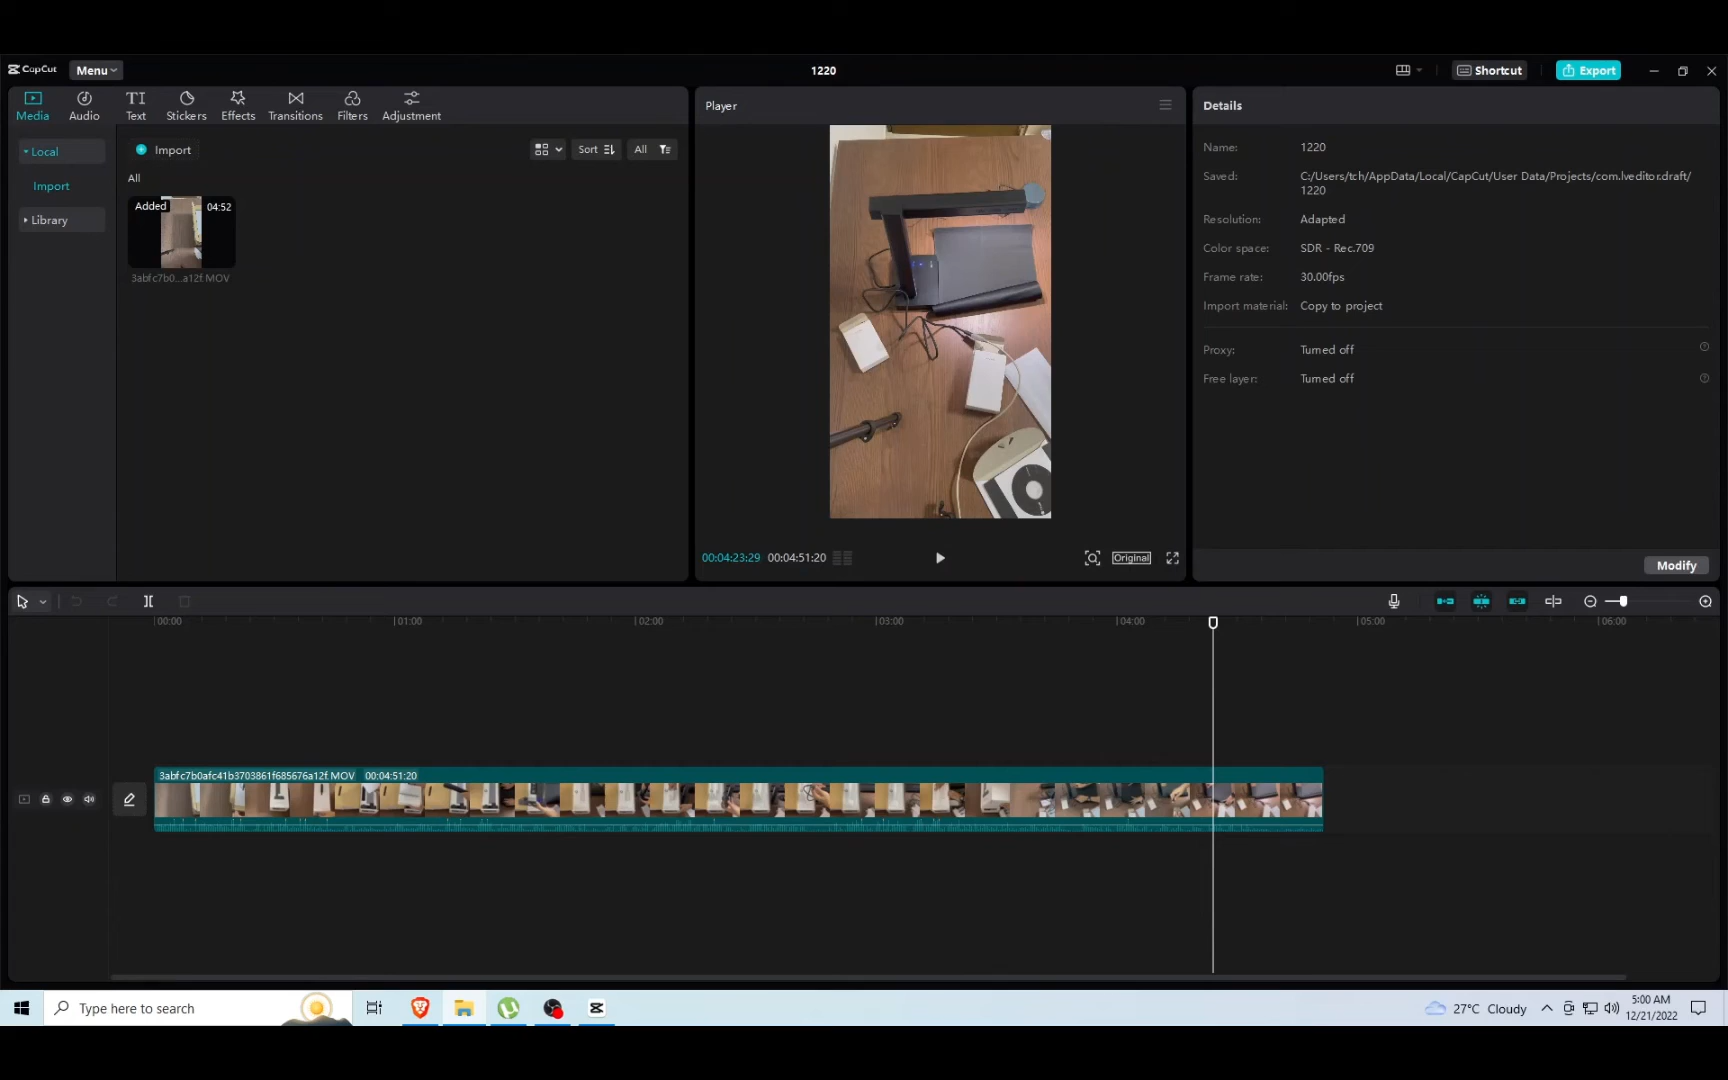 CapCut
Menu
1220
Shortcut
Export
Media
Audio
Text
Stickers
Effects
Transitions
Filters
Adjustment
Local
Import
Library
Import
Sort
All
All
Added
04:52
3abfc7b0...a12f.MOV
Player
00:04:23:29
00:04:51:20
Original
Details
Name:
1220
Saved:
C:/Users/tch/AppData/Local/CapCut/User Data/Projects/com.lveditor.draft/
1220
Resolution:
Adapted
Color space:
SDR - Rec.709
Frame rate:
30.00fps
Import material:
Copy to project
Proxy:
Turned off
Free layer:
Turned off
Modify
00:00
01:00
02:00
03:00
04:00
05:00
06:00
3abfc7b0afc41b3703861f685676a12f.MOV
00:04:51:20
Type here to search
27°C Cloudy
5:00 AM
12/21/2022